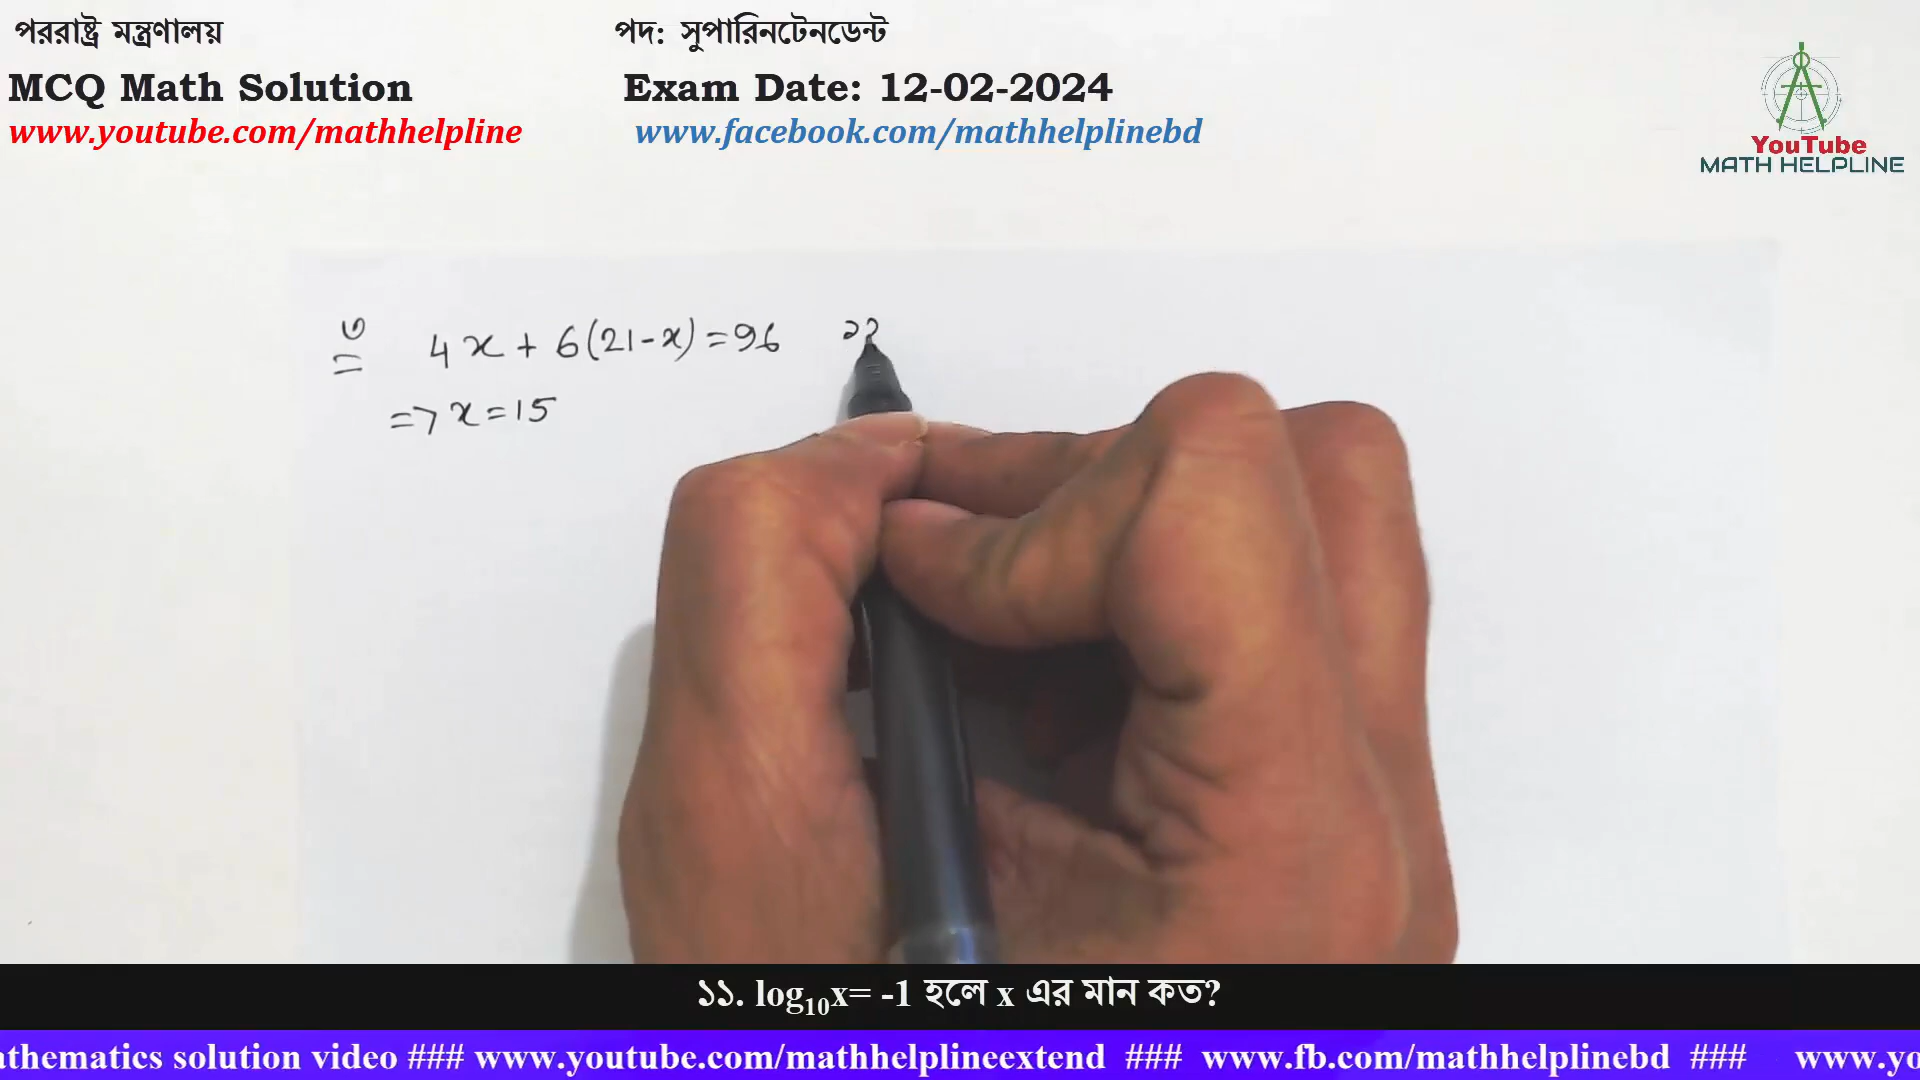 পররাষ্ট্র মন্ত্রণালয়
পদ: সুপারিনটেনডেন্ট
MCQ Math Solution
Exam Date: 12-02-2024
www.youtube.com/mathhelpline
www.facebook.com/mathhelplinebd
YouTube
MATH HELPLINE
৩ 4x + 6(21-x) = 96
=> x = 15
১১
১১. log₁₀x= -1 হলে x এর মান কত?
athematics solution video ### www.youtube.com/mathhelplineextend ### www.fb.com/mathhelplinebd ### www.yo